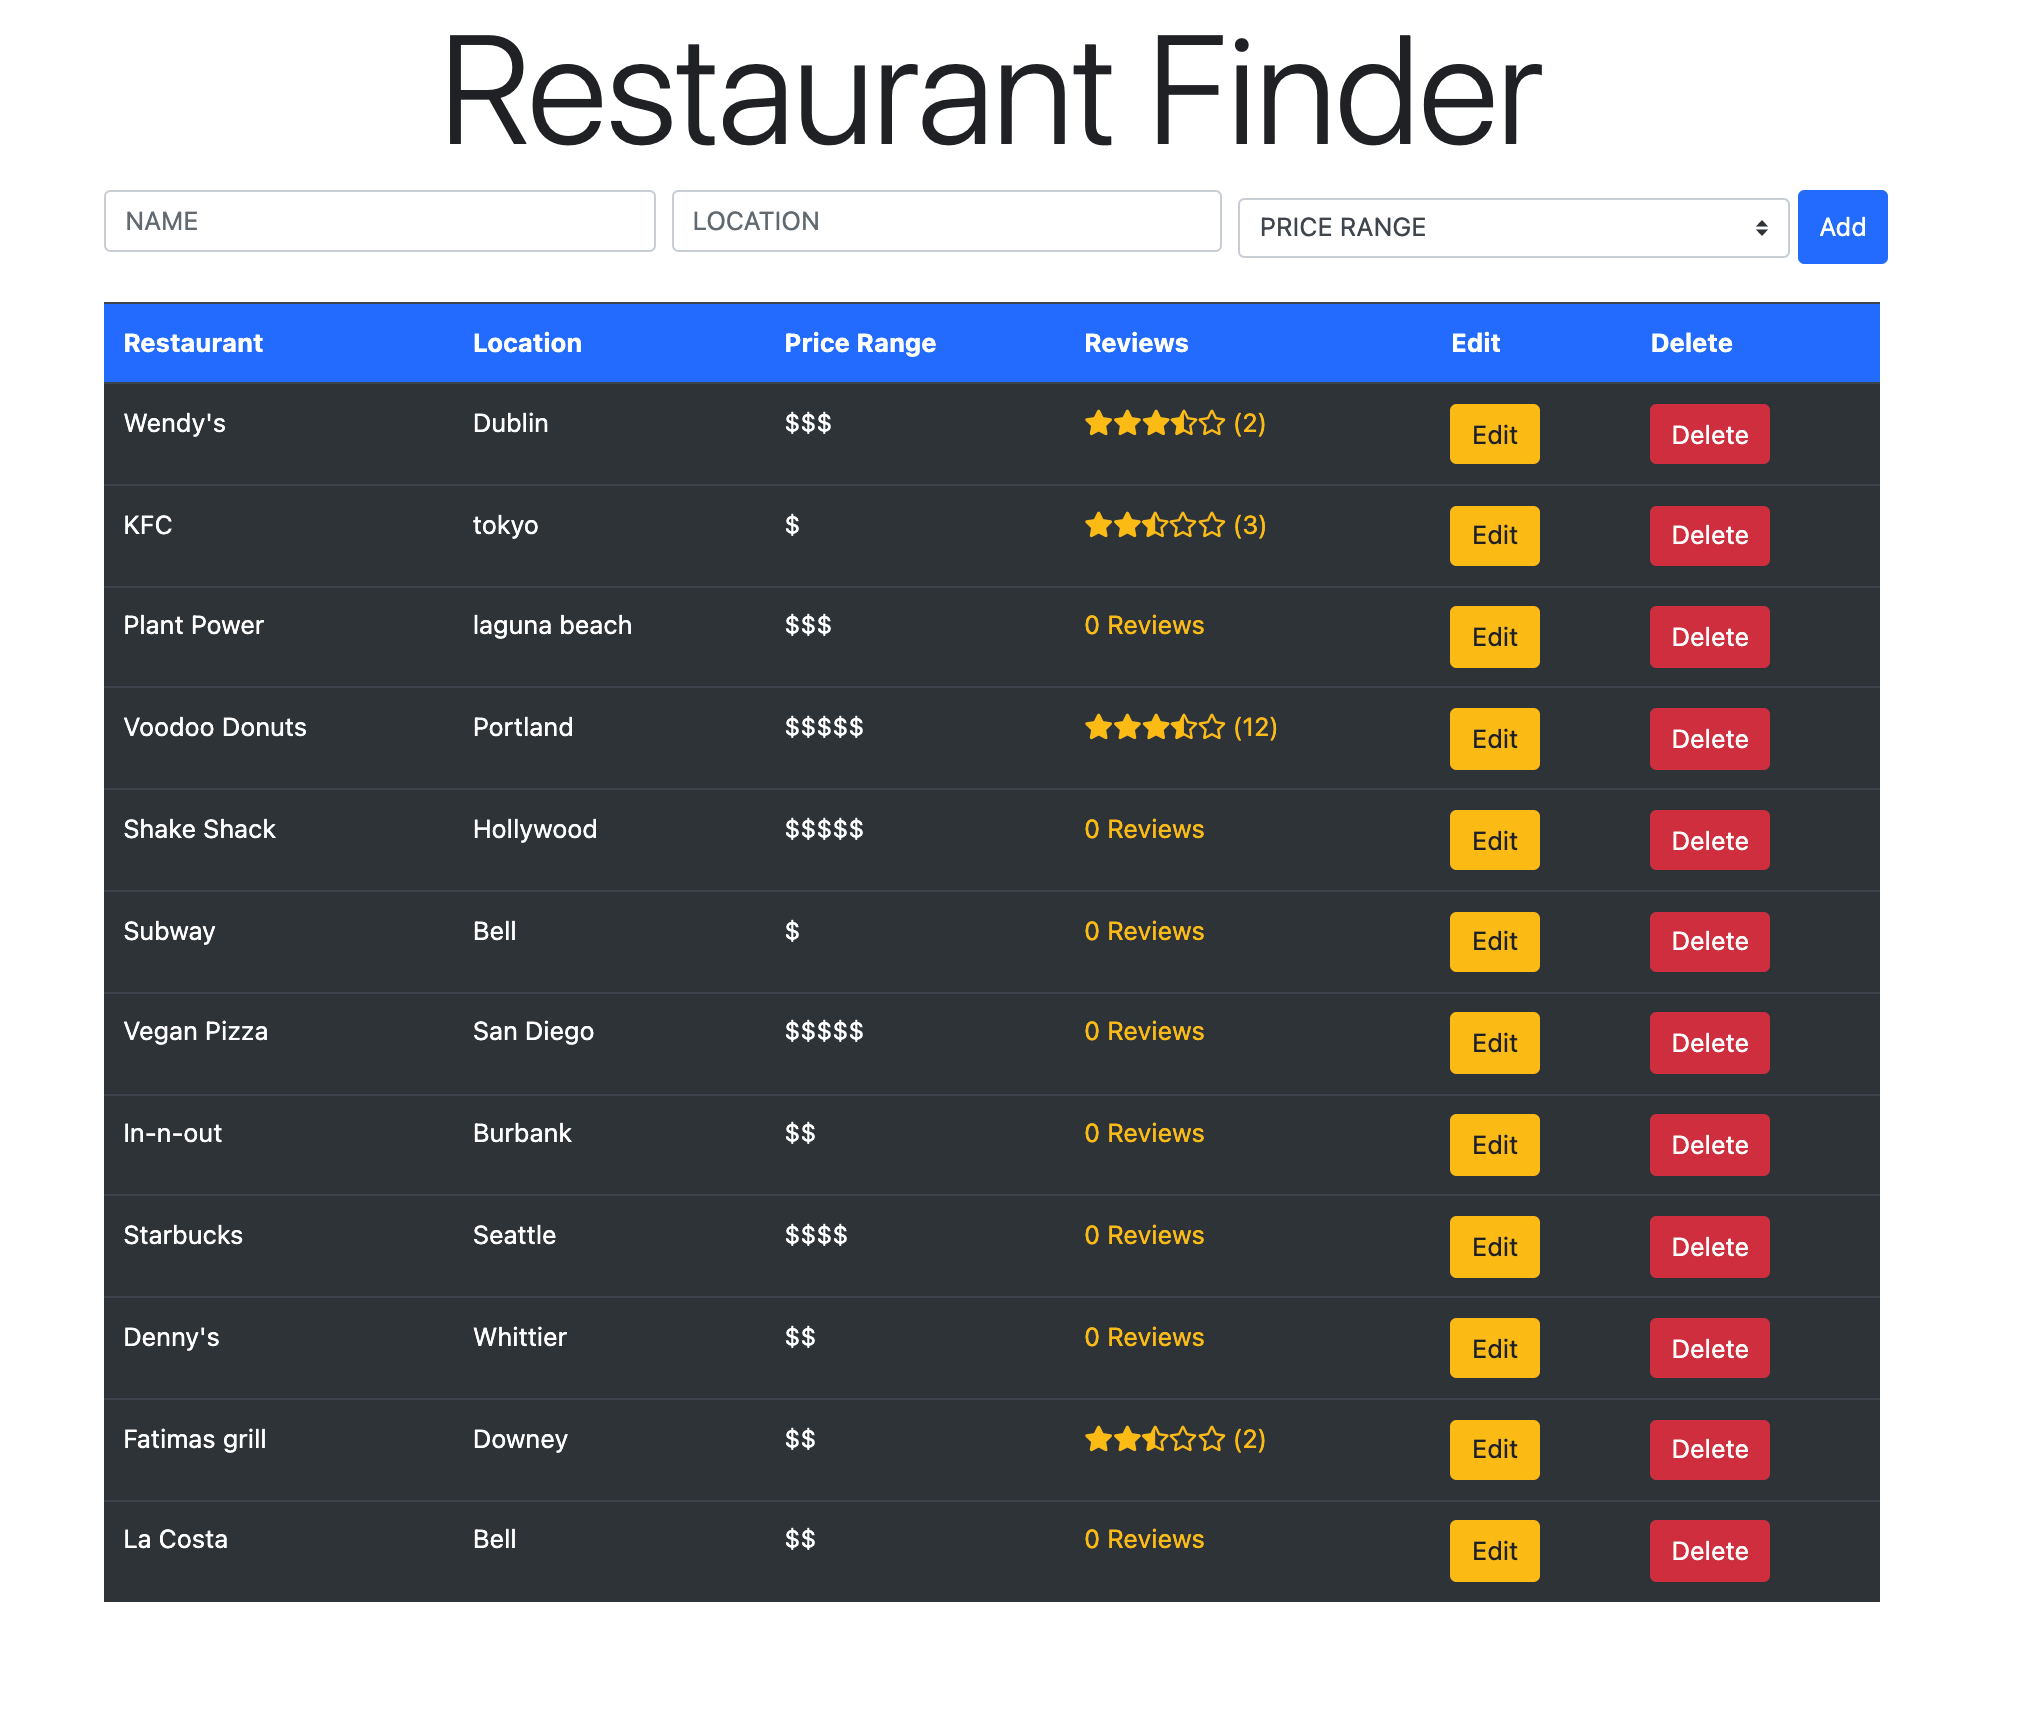 Restaurant Finder
NAME LOCATION PRICE RANGE Add
Restaurant Location Price Range Reviews Edit Delete
Wendy's Dublin $$$ (2) Edit Delete
KFC tokyo $ (3) Edit Delete
Plant Power laguna beach $$$ 0 Reviews Edit Delete
Voodoo Donuts Portland $$$$$ (12) Edit Delete
Shake Shack Hollywood $$$$$ 0 Reviews Edit Delete
Subway Bell $ 0 Reviews Edit Delete
Vegan Pizza San Diego $$$$$ 0 Reviews Edit Delete
In-n-out Burbank $$ 0 Reviews Edit Delete
Starbucks Seattle $$$$ 0 Reviews Edit Delete
Denny's Whittier $$ 0 Reviews Edit Delete
Fatimas grill Downey $$ (2) Edit Delete
La Costa Bell $$ 0 Reviews Edit Delete